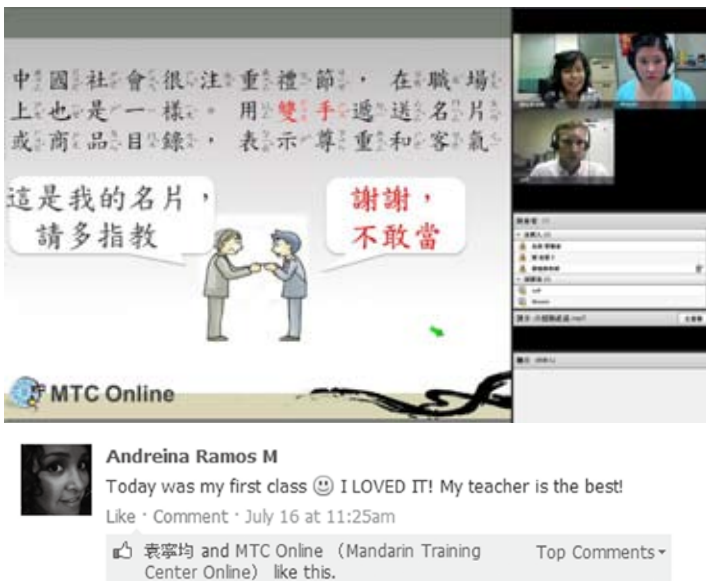 中國社會很注重禮節，在職場
上也是一樣。用雙手遞送名片
或商品目錄，表示尊重和客氣
這是我的名片，
請多指教
謝謝，
不敢當
MTC Online
Andreina Ramos M
Today was my first class I LOVED IT! My teacher is the best!
Like · Comment · July 16 at 11:25am
袁寧均 and MTC Online （Mandarin Training
Center Online） like this.
Top Comments